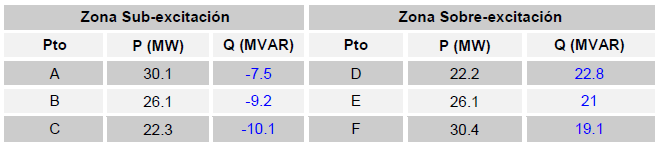 Zona Sub-excitación Zona Sobre-excitación
Pto P (MW) Q (MVAR) Pto P (MW) Q (MVAR)
A 30.1 -7.5 D 22.2 22.8
B 26.1 -9.2 E 26.1 21
C 22.3 -10.1 F 30.4 19.1